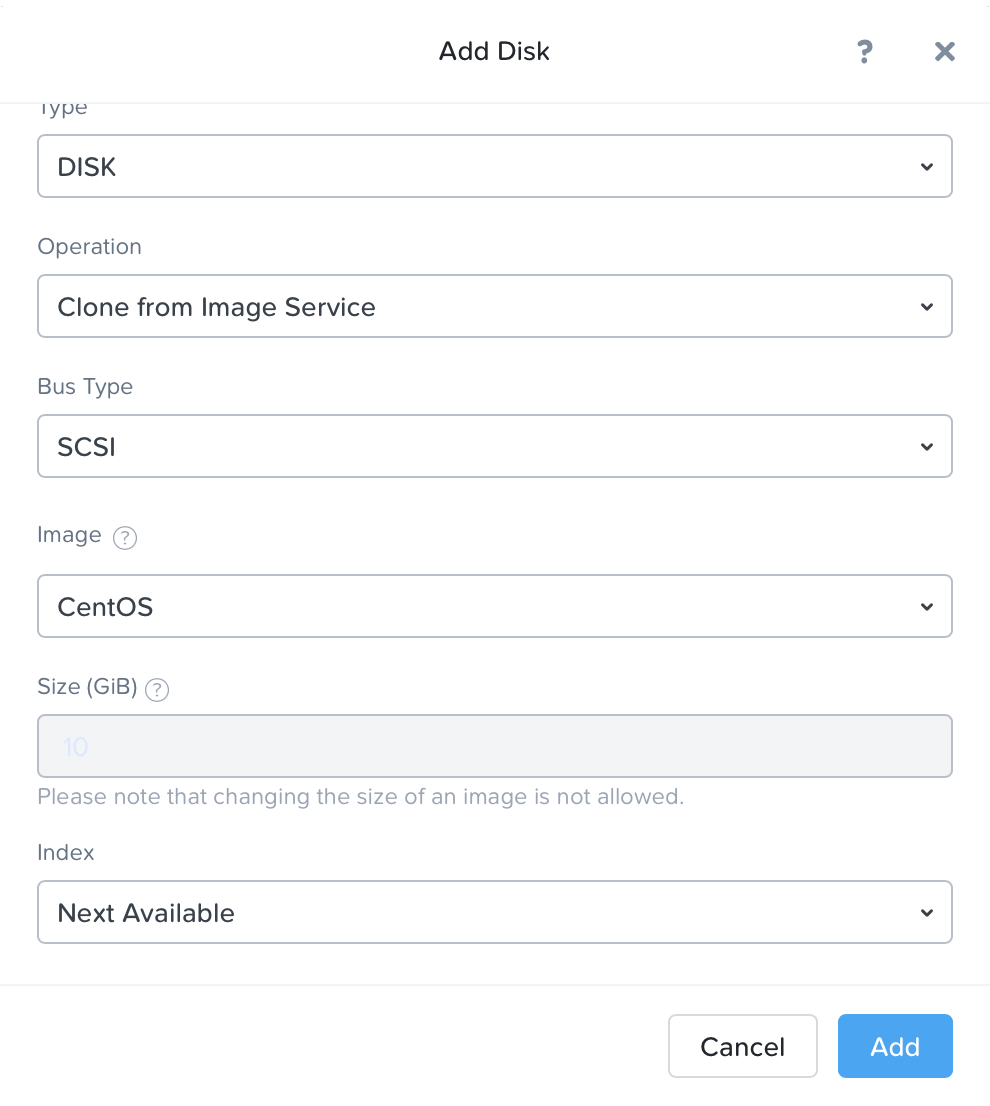 Add Disk
?
Type
DISK
Operation
Clone from Image Service
Bus Type
SCSI
Image ?
CentOS
Size (GiB) ?
10
Please note that changing the size of an image is not allowed.
Index
Next Available
Cancel
Add